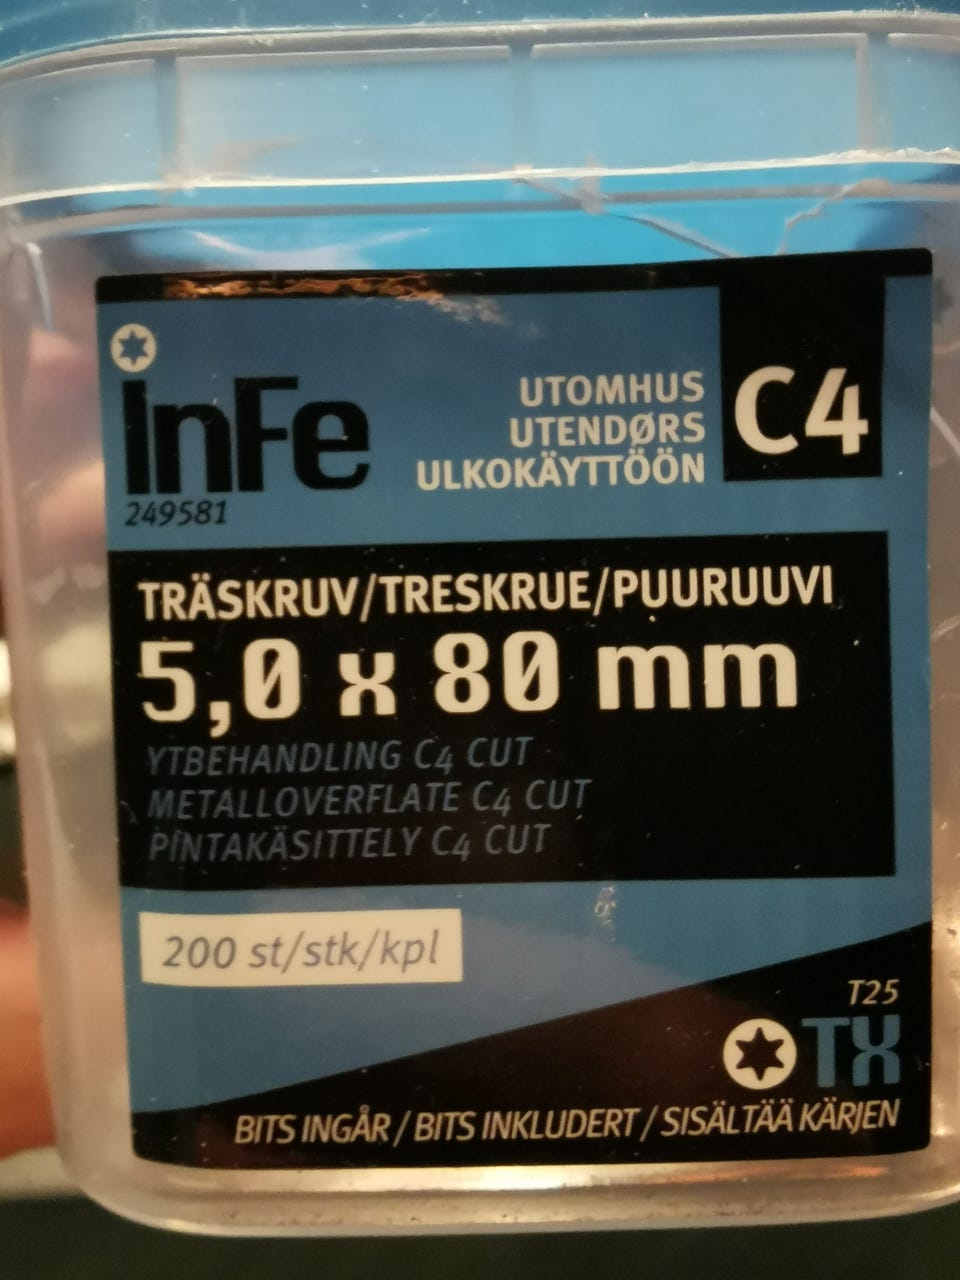 InFe
249581
UTOMHUS
UTENDØRS
ULKOKÄYTTÖÖN
C4
TRÄSKRUV/TRESKRUE/PUURUUVI
5,0 x 80 mm
YTBEHANDLING C4 CUT
METALLOVERFLATE C4 CUT
PINTAKÄSITTELY C4 CUT
200 st/stk/kpl
T25
TX
BITS INGÅR / BITS INKLUDERT / SISÄLTÄÄ KÄRJEN